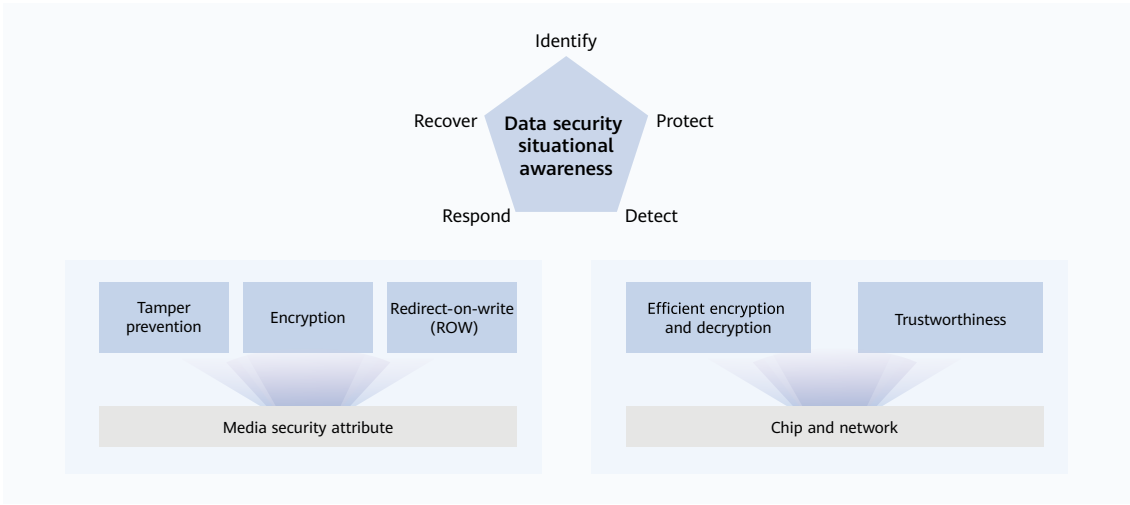 Identify
Recover
Protect
Data security
situational
awareness
Respond
Detect
Tamper
prevention
Encryption
Redirect-on-write
(ROW)
Media security attribute
Efficient encryption
and decryption
Trustworthiness
Chip and network